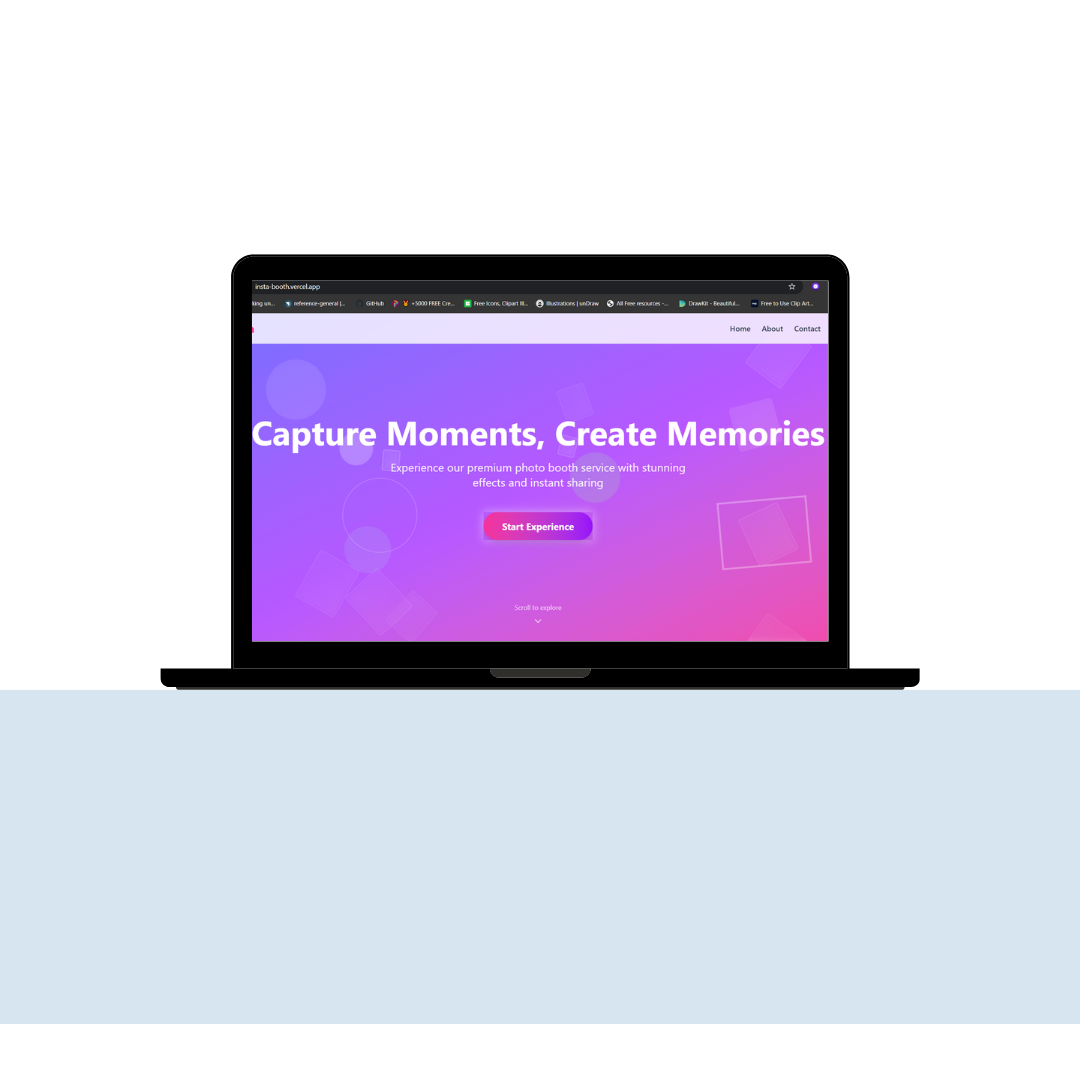 insta-booth.vercel.app
king us... reference-general (... GitHub +5000 FREE Cre... Free Icons, Clipart Ill... Illustrations | unDraw All Free resources -... DrawKit - Beautiful... Free to Use Clip Art...
Home About Contact
Capture Moments, Create Memories
Experience our premium photo booth service with stunning
effects and instant sharing
Start Experience
Scroll to explore